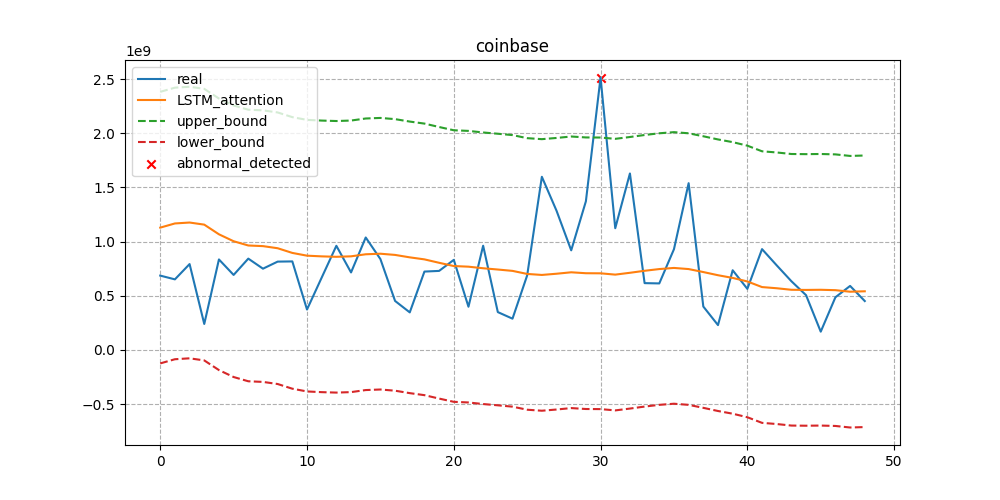 coinbase
1e9
2.5
2.0
1.5
1.0
0.5
0.0
−0.5
real
LSTM_attention
upper_bound
lower_bound
abnormal_detected
0 10 20 30 40 50